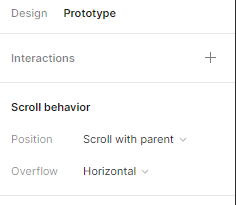 Design Prototype
Interactions
Scroll behavior
Position Scroll with parent
Overflow Horizontal